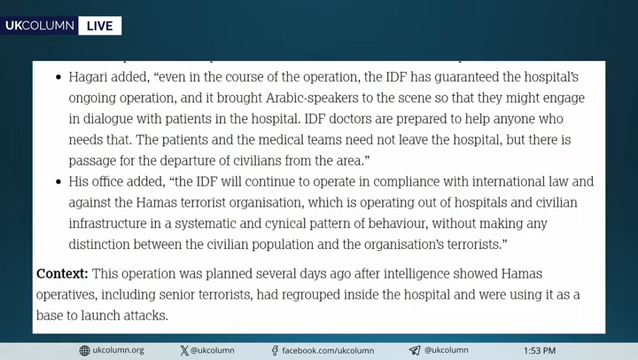 UKCOLUMN LIVE
• Hagari added, “even in the course of the operation, the IDF has guaranteed the hospital’s
ongoing operation, and it brought Arabic-speakers to the scene so that they might engage
in dialogue with patients in the hospital. IDF doctors are prepared to help anyone who
needs that. The patients and the medical teams need not leave the hospital, but there is
passage for the departure of civilians from the area.”
• His office added, “the IDF will continue to operate in compliance with international law and
against the Hamas terrorist organisation, which is operating out of hospitals and civilian
infrastructure in a systematic and cynical pattern of behaviour, without making any
distinction between the civilian population and the organisation’s terrorists.”
Context: This operation was planned several days ago after intelligence showed Hamas
operatives, including senior terrorists, had regrouped inside the hospital and were using it as a
base to launch attacks.
ukcolumn.org @ukcolumn facebook.com/ukcolumn @ukcolumn 1:53 PM